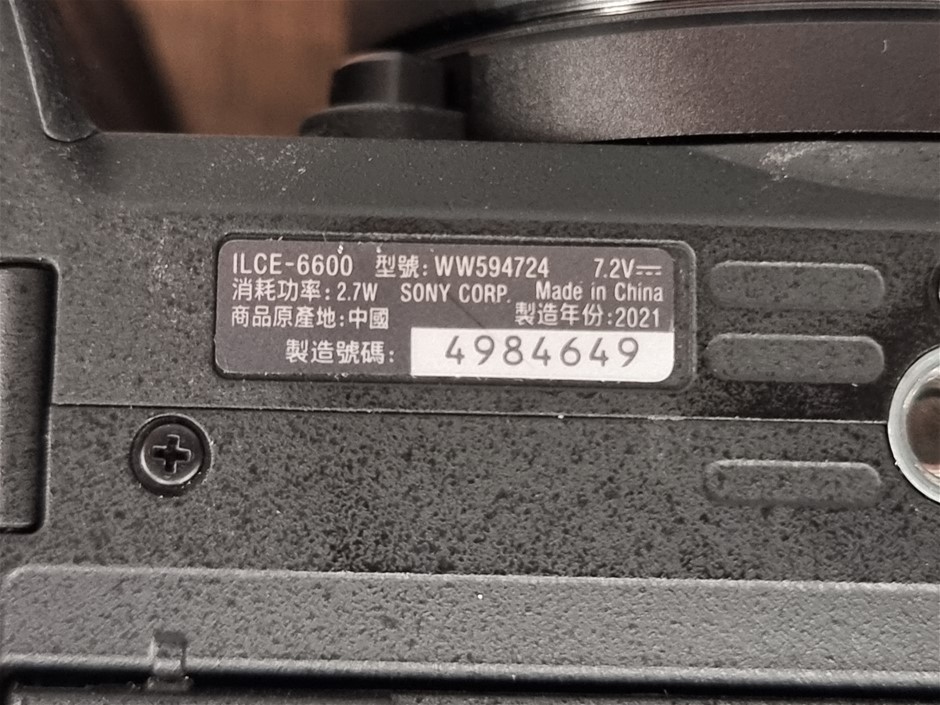 ILCE-6600 型號:WW594724 7.2V⎓
消耗功率:2.7W SONY CORP. Made in China
商品原產地:中國 製造年份:2021
製造號碼: 4984649